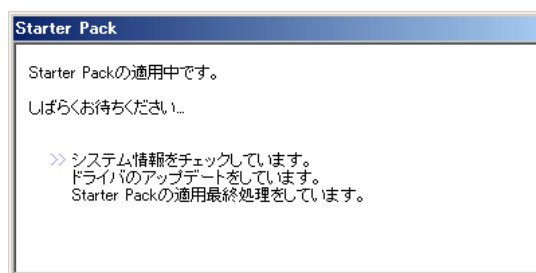 Starter Pack
Starter Packの適用中です。
しばらくお待ちください...
>> システム情報をチェックしています。
ドライバのアップデートをしています。
Starter Packの適用最終処理をしています。